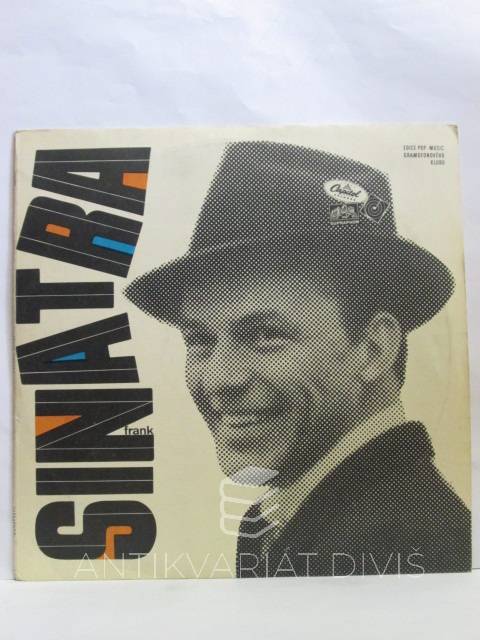 EDICE POP MUSIC
GRAMOFONOVÉHO
KLUBU
Capitol
SINATRA
frank
ANTIKVARIÁT DIVIŠ